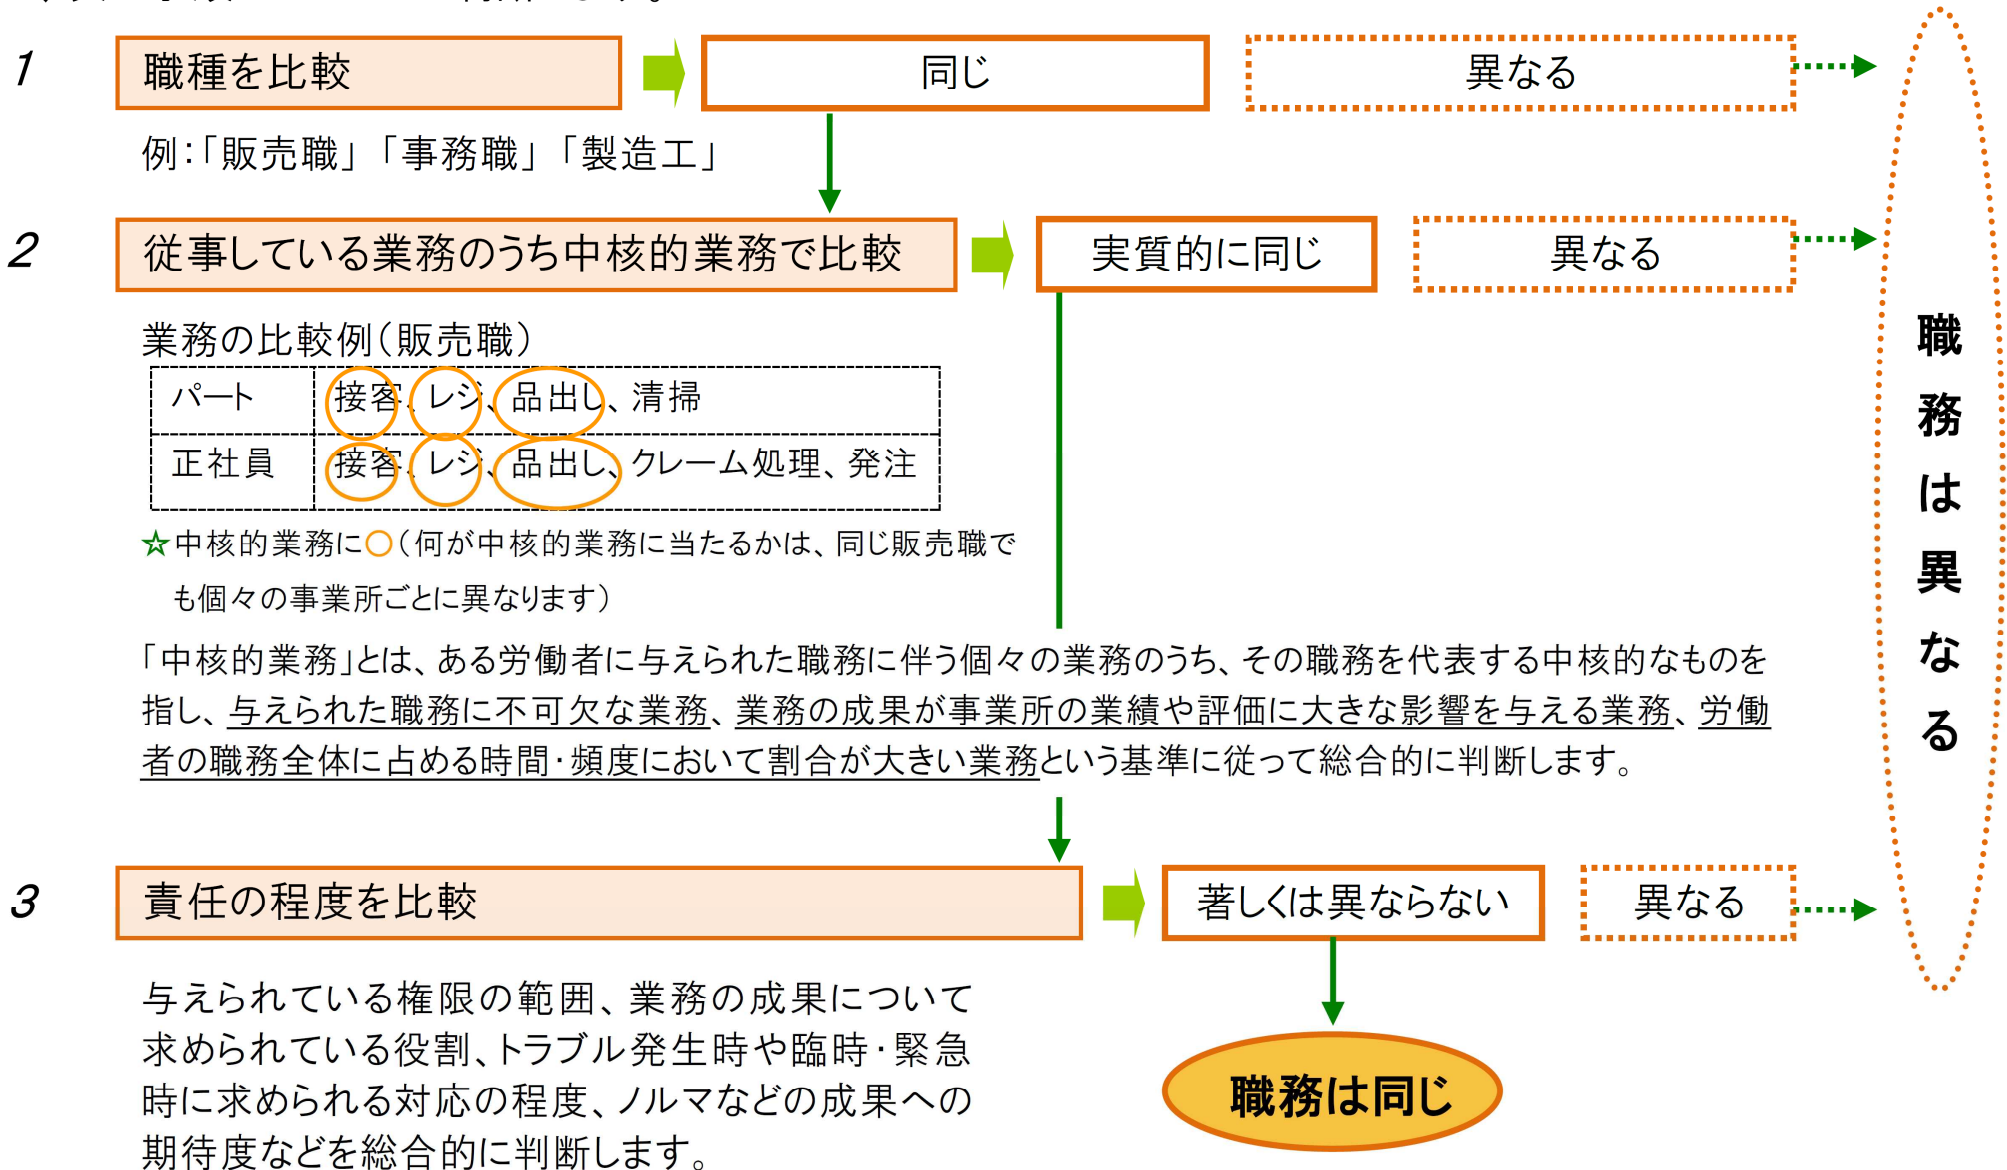 1
職種を比較
同じ
異なる
例：「販売職」「事務職」「製造工」
2
従事している業務のうち中核的業務で比較
実質的に同じ
異なる
業務の比較例（販売職）
パート 接客、レジ、品出し、清掃
正社員 接客、レジ、品出し、クレーム処理、発注
☆中核的業務に○（何が中核的業務に当たるかは、同じ販売職で
も個々の事業所ごとに異なります）
「中核的業務」とは、ある労働者に与えられた職務に伴う個々の業務のうち、その職務を代表する中核的なものを
指し、与えられた職務に不可欠な業務、業務の成果が事業所の業績や評価に大きな影響を与える業務、労働
者の職務全体に占める時間・頻度において割合が大きい業務という基準に従って総合的に判断します。
3
責任の程度を比較
著しくは異ならない
異なる
与えられている権限の範囲、業務の成果について
求められている役割、トラブル発生時や臨時・緊急
時に求められる対応の程度、ノルマなどの成果への
期待度などを総合的に判断します。
職務は同じ
職務は異なる